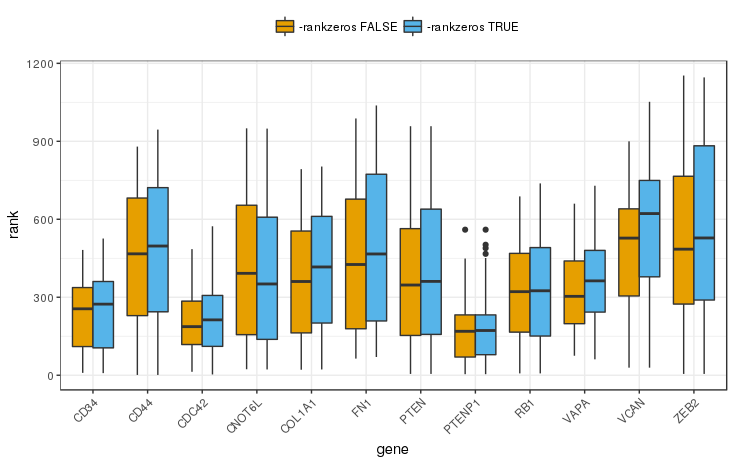 -rankzeros FALSE -rankzeros TRUE
1200
900
600
300
0
rank
CD34 CD44 CDC42 CNOT6L COL1A1 FN1 PTEN PTENP1 RB1 VAPA VCAN ZEB2
gene